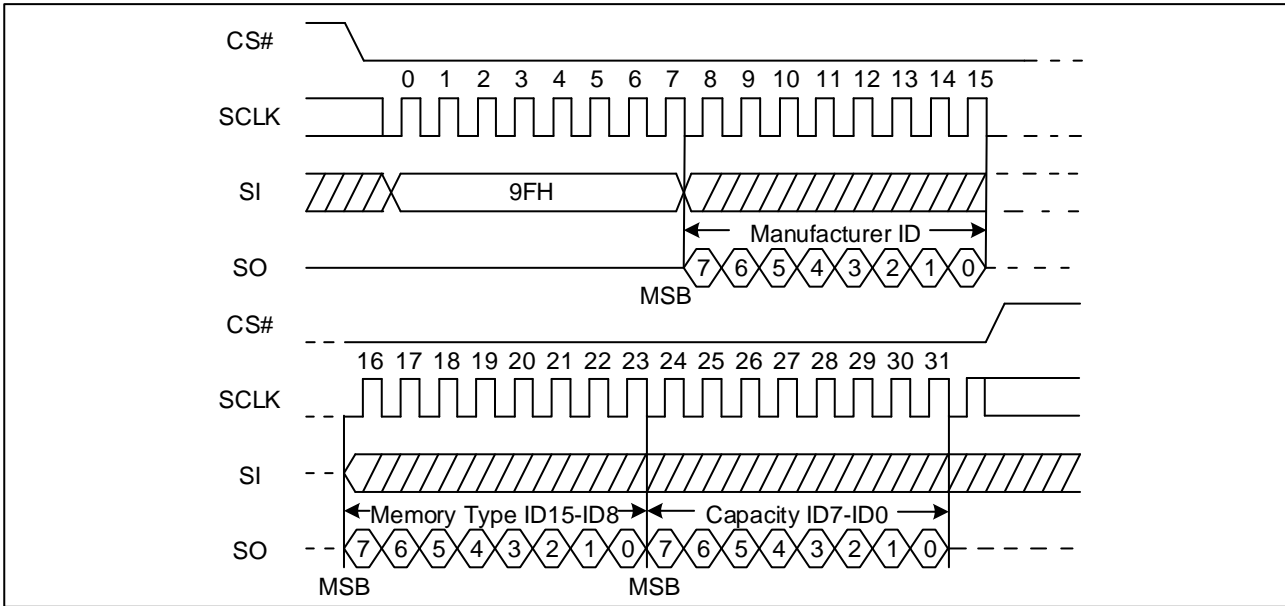 CS#
0 1 2 3 4 5 6 7 8 9 10 11 12 13 14 15
SCLK
SI 9FH
Manufacturer ID
SO 7 6 5 4 3 2 1 0
MSB
CS#
16 17 18 19 20 21 22 23 24 25 26 27 28 29 30 31
SCLK
SI
Memory Type ID15-ID8 Capacity ID7-ID0
SO 7 6 5 4 3 2 1 0 7 6 5 4 3 2 1 0
MSB MSB